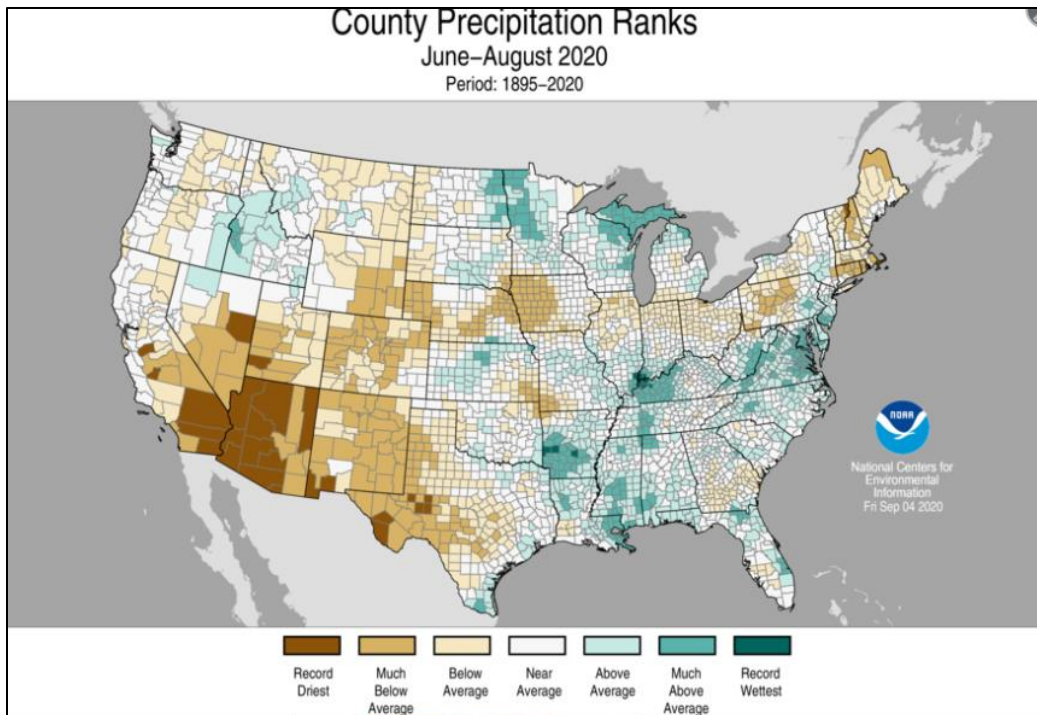 County Precipitation Ranks
June–August 2020
Period: 1895–2020
NOAA
National Centers for
Environmental
Information
Fri Sep 04 2020
Record
Driest
Much
Below
Average
Below
Average
Near
Average
Above
Average
Much
Above
Average
Record
Wettest